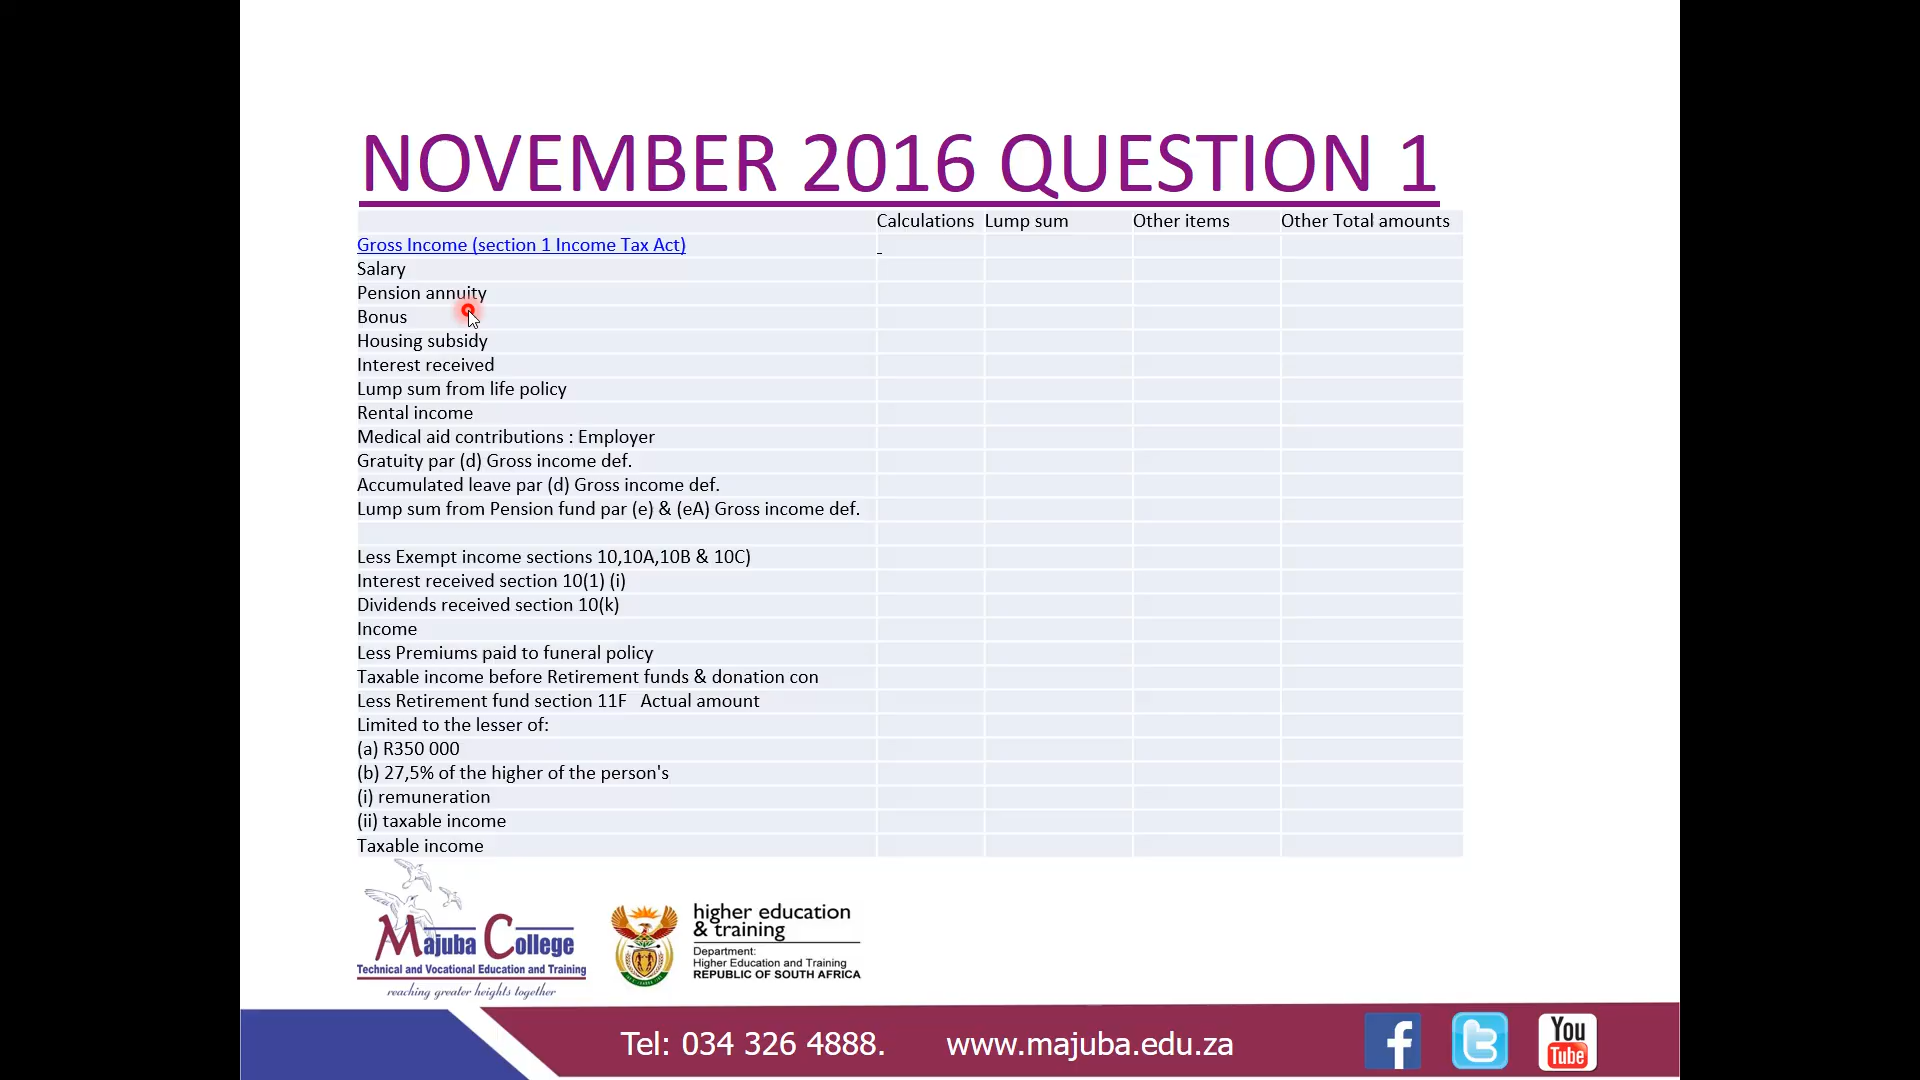 NOVEMBER 2016 QUESTION 1
Calculations Lump sum Other items Other Total amounts
Gross Income (section 1 Income Tax Act)
Salary
Pension annuity
Bonus
Housing subsidy
Interest received
Lump sum from life policy
Rental income
Medical aid contributions : Employer
Gratuity par (d) Gross income def.
Accumulated leave par (d) Gross income def.
Lump sum from Pension fund par (e) & (eA) Gross income def.
Less Exempt income sections 10,10A,10B & 10C)
Interest received section 10(1) (i)
Dividends received section 10(k)
Income
Less Premiums paid to funeral policy
Taxable income before Retirement funds & donation con
Less Retirement fund section 11F Actual amount
Limited to the lesser of:
(a) R350 000
(b) 27,5% of the higher of the person's
(i) remuneration
(ii) taxable income
Taxable income
Majuba College
Technical and Vocational Education and Training
reaching greater heights together
higher education
& training
Department:
Higher Education and Training
REPUBLIC OF SOUTH AFRICA
Tel: 034 326 4888. www.majuba.edu.za
You
Tube